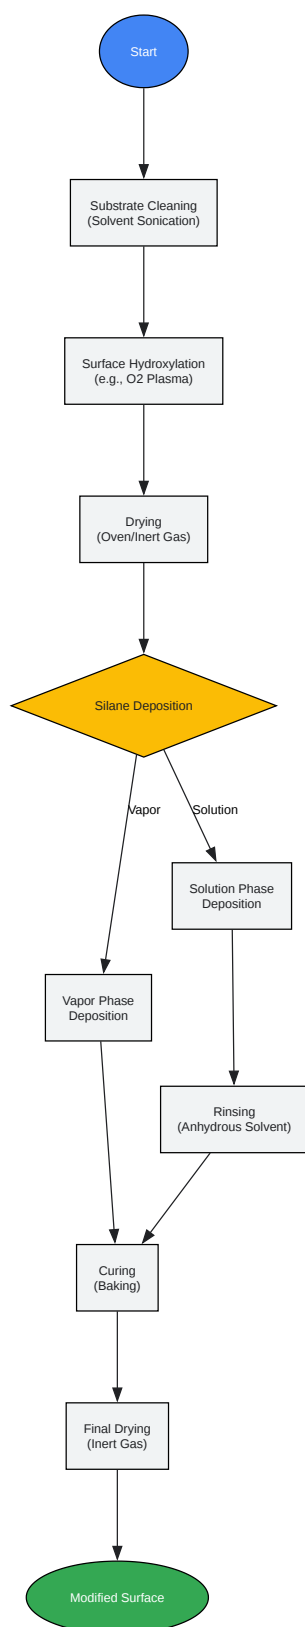 Start
Substrate Cleaning
(Solvent Sonication)
Surface Hydroxylation
(e.g., O2 Plasma)
Drying
(Oven/Inert Gas)
Silane Deposition
Vapor
Solution
Solution Phase
Deposition
Vapor Phase
Deposition
Rinsing
(Anhydrous Solvent)
Curing
(Baking)
Final Drying
(Inert Gas)
Modified Surface